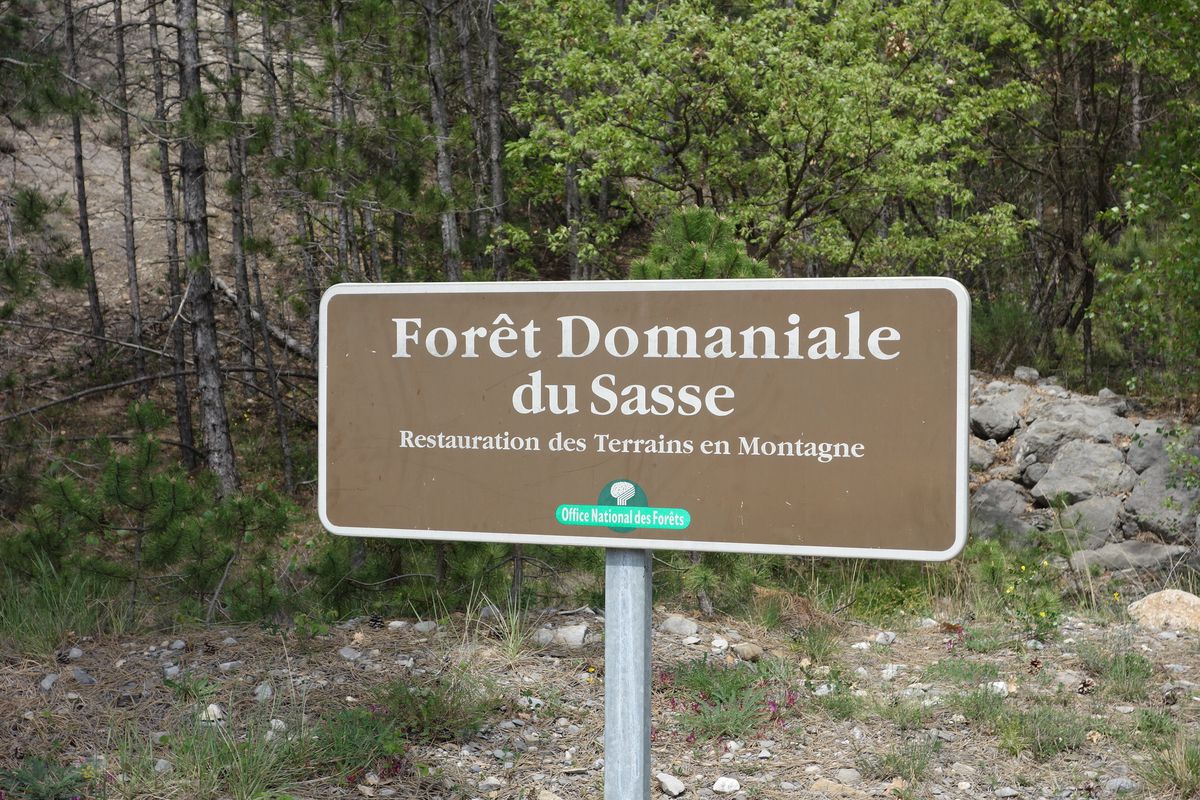 Forêt Domaniale
du Sasse
Restauration des Terrains en Montagne
Office National des Forêts